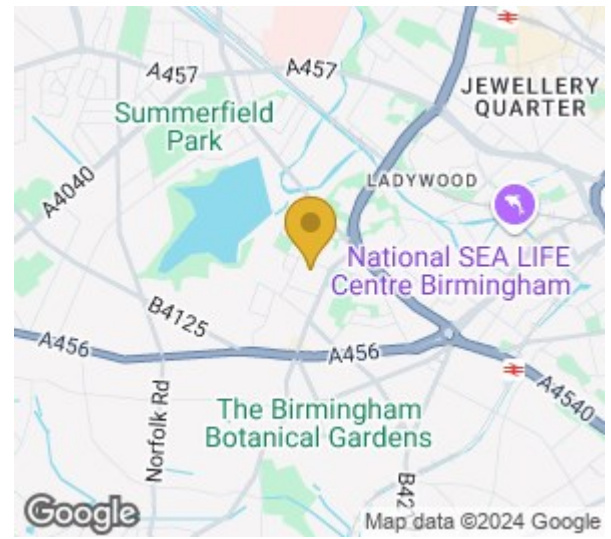 A457
A457
JEWELLERY
QUARTER
Summerfield
Park
A4040
LADYWOOD
National SEA LIFE
Centre Birmingham
B4125
A456
A456
A4540
Norfolk Rd
The Birmingham
Botanical Gardens
B42
Google
Map data ©2024 Google